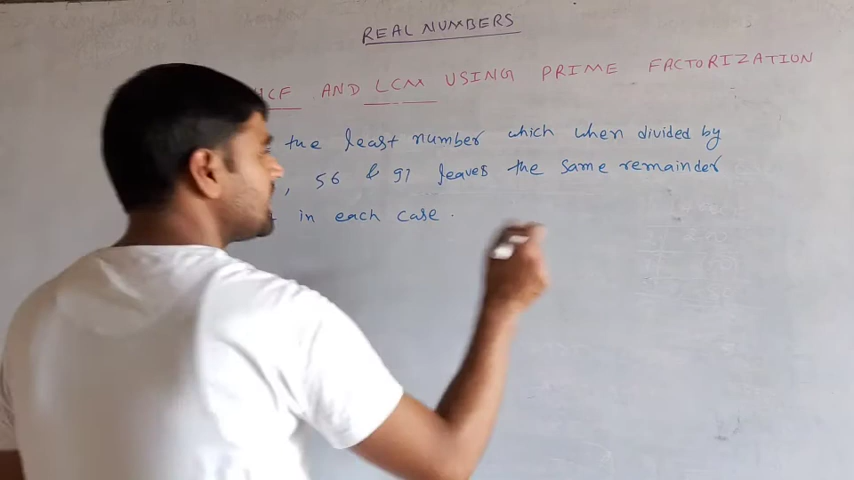 REAL NUMBERS
HCF AND LCM USING PRIME FACTORIZATION
the least number which when divided by
, 56 & 91 leaves the same remainder
in each case.